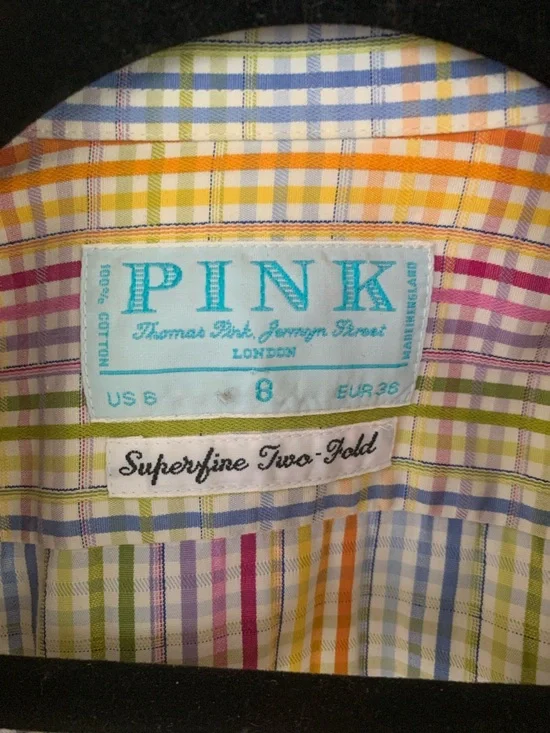 PINK
Thomas Pink, Jermyn Street
LONDON
100% COTTON
MADE IN ENGLAND
US 6
8
EUR 36
Superfine Two-Fold